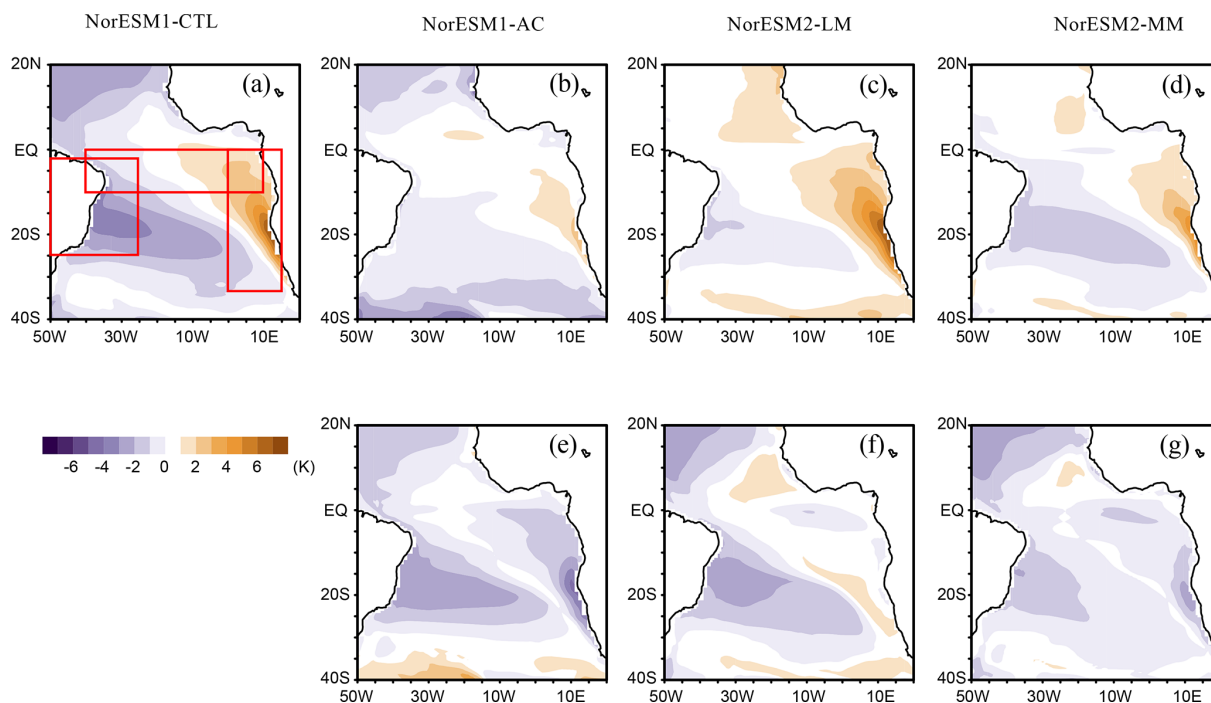 NorESM1-CTL NorESM1-AC NorESM2-LM NorESM2-MM
20N 20N 20N 20N
(a) (b) (c) (d)
EQ EQ EQ EQ
20S 20S 20S 20S
40S 40S 40S 40S
50W 30W 10W 10E 50W 30W 10W 10E 50W 30W 10W 10E 50W 30W 10W 10E
20N 20N 20N
(e) (f) (g)
-6 -4 -2 0 2 4 6 (K)
EQ EQ EQ
20S 20S 20S
40S 40S 40S
50W 30W 10W 10E 50W 30W 10W 10E 50W 30W 10W 10E